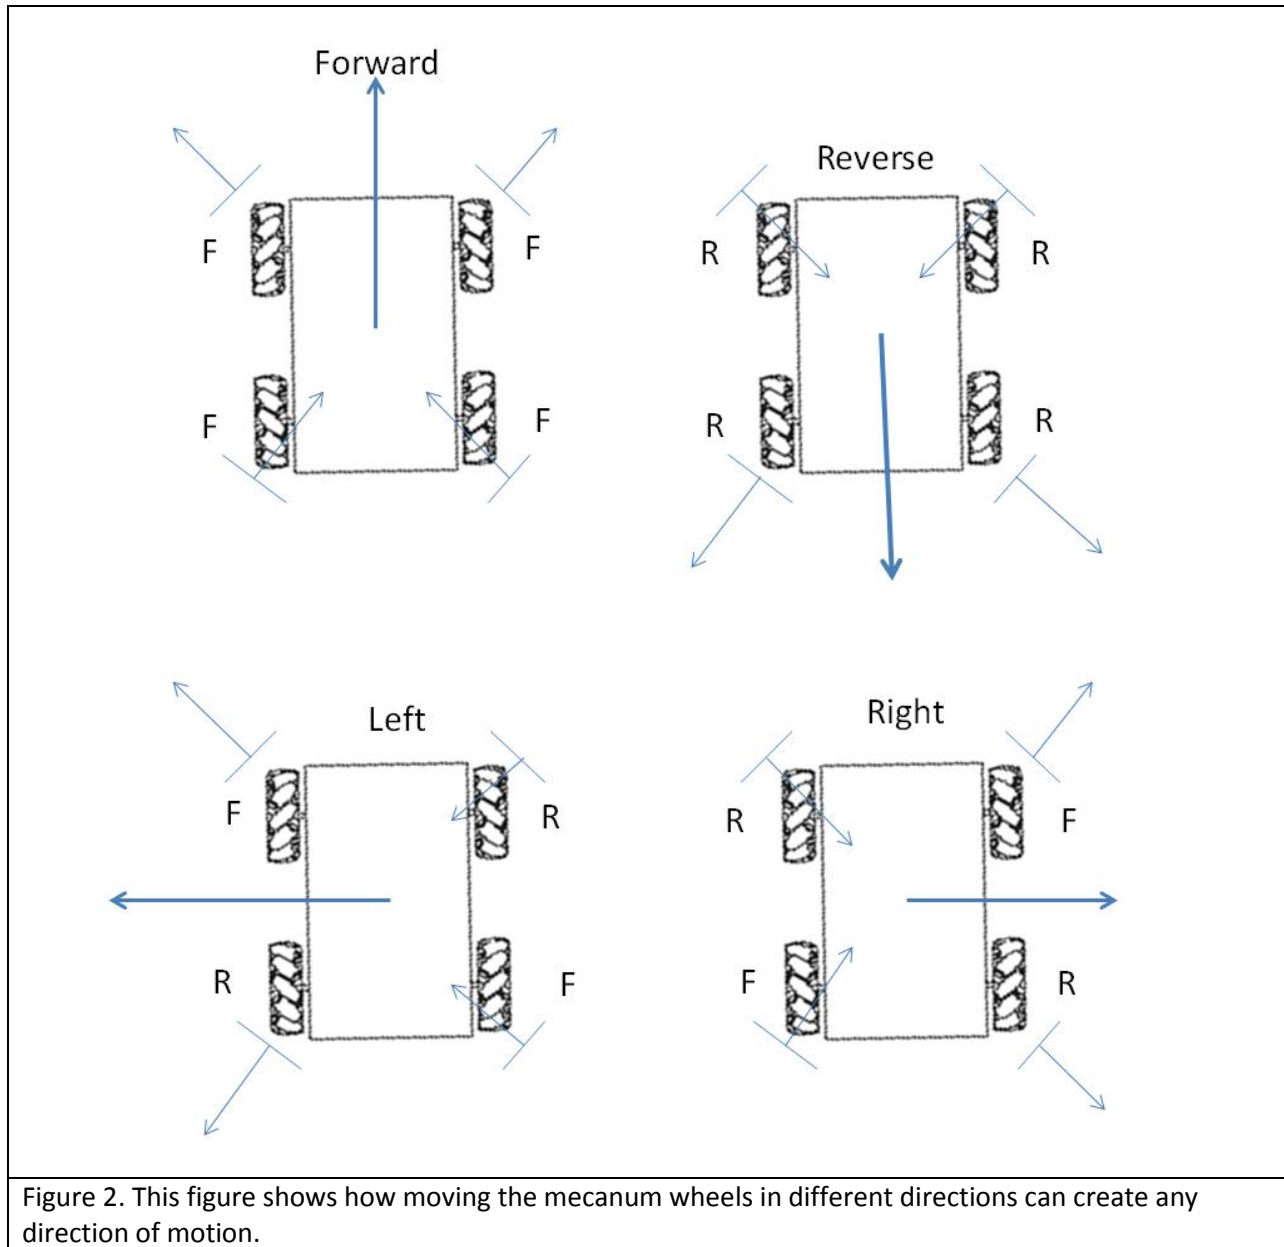 Forward
Reverse
F
F
R
R
F
F
R
R
Left
Right
F
R
R
F
R
F
F
R
Figure 2. This figure shows how moving the mecanum wheels in different directions can create any
direction of motion.